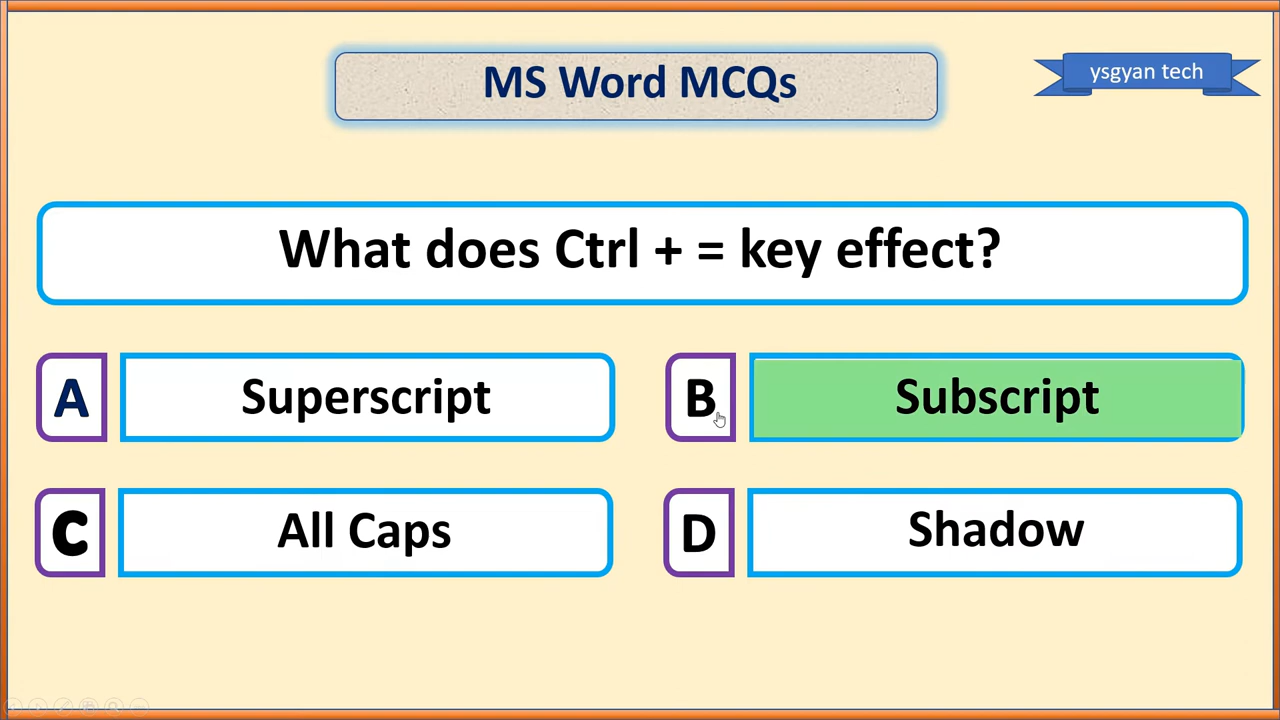 MS Word MCQs
ysgyan tech
What does Ctrl + = key effect?
A
Superscript
B
Subscript
C
All Caps
D
Shadow